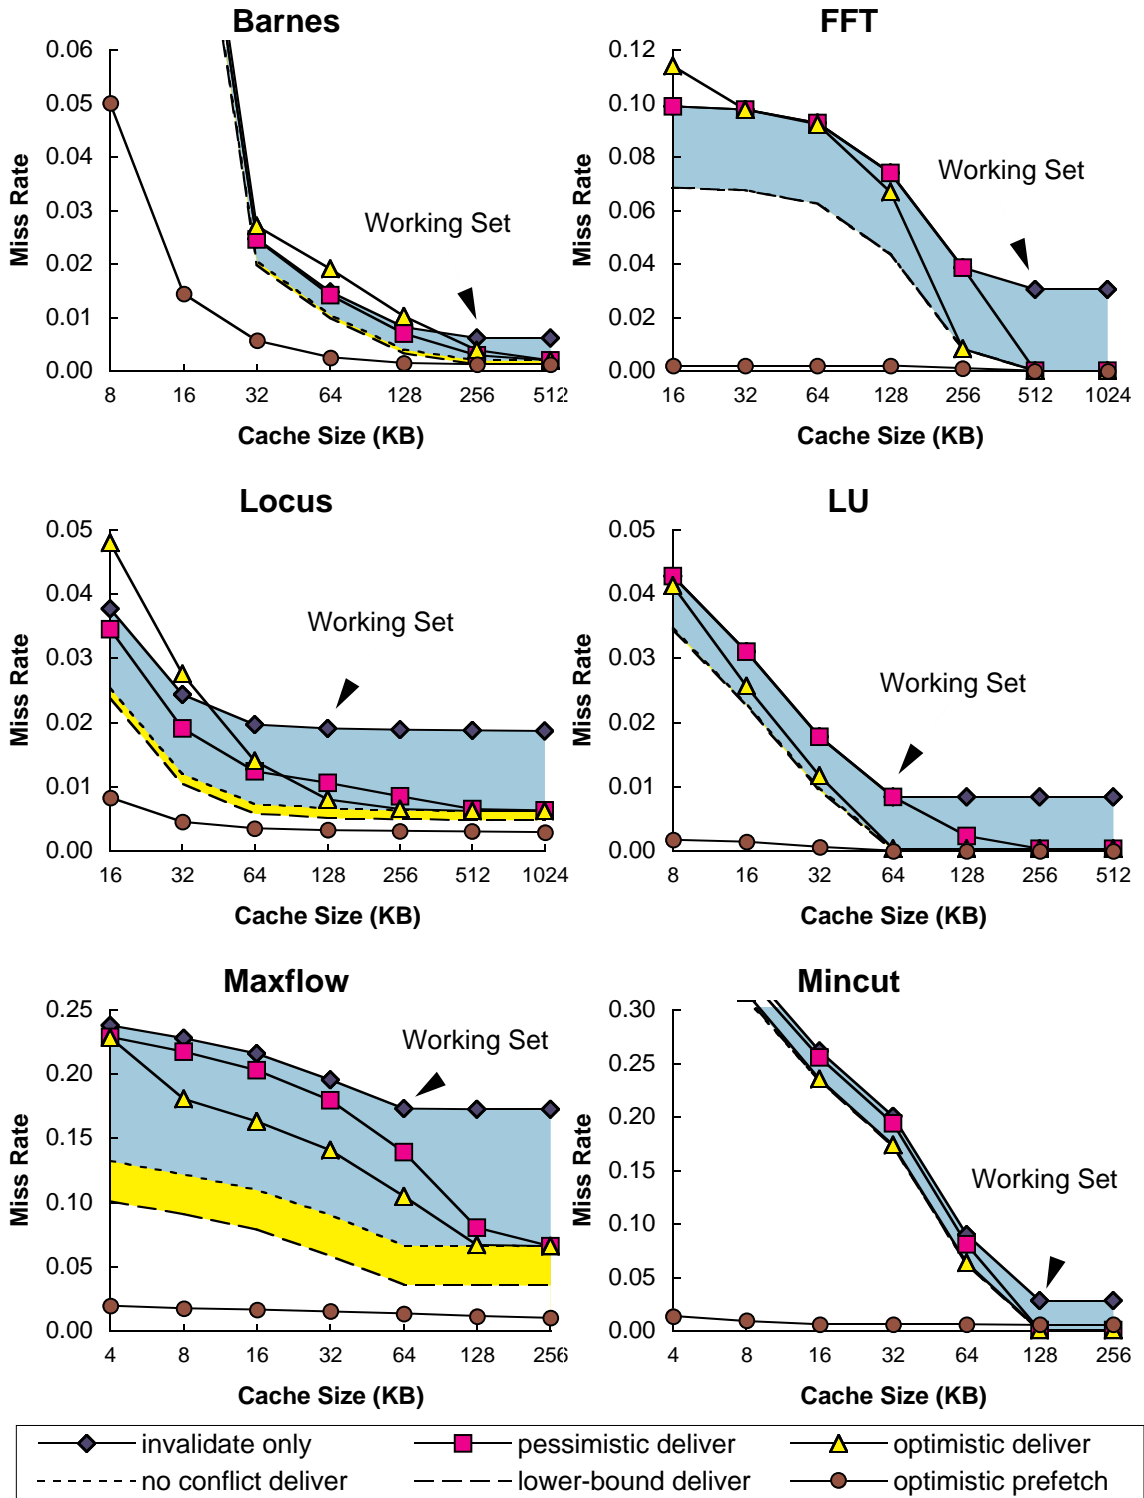 Barnes
0.06
0.05
0.04
0.03
0.02
0.01
0.00
Miss Rate
Working Set
8 16 32 64 128 256 512
Cache Size (KB)
FFT
0.12
0.10
0.08
0.06
0.04
0.02
0.00
Miss Rate
Working Set
16 32 64 128 256 512 1024
Cache Size (KB)
Locus
0.05
0.04
0.03
0.02
0.01
0.00
Miss Rate
Working Set
16 32 64 128 256 512 1024
Cache Size (KB)
LU
0.05
0.04
0.03
0.02
0.01
0.00
Miss Rate
Working Set
8 16 32 64 128 256 512
Cache Size (KB)
Maxflow
0.25
0.20
0.15
0.10
0.05
0.00
Miss Rate
Working Set
4 8 16 32 64 128 256
Cache Size (KB)
Mincut
0.30
0.25
0.20
0.15
0.10
0.05
0.00
Miss Rate
Working Set
4 8 16 32 64 128 256
Cache Size (KB)
invalidate only pessimistic deliver optimistic deliver
no conflict deliver lower-bound deliver optimistic prefetch